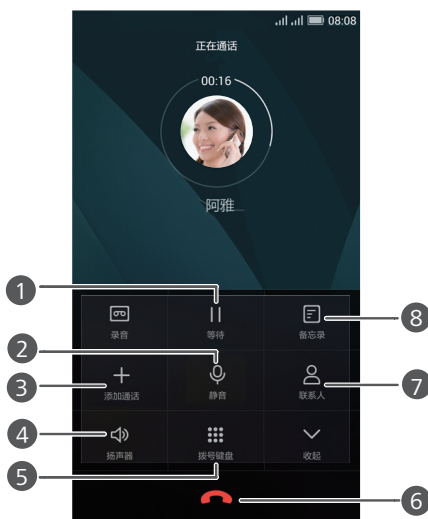 08:08
正在通话
00:16
阿雅
1
录音
等待
备忘录
8
2
3
添加通话
静音
联系人
7
4
扬声器
拨号键盘
收起
5
6